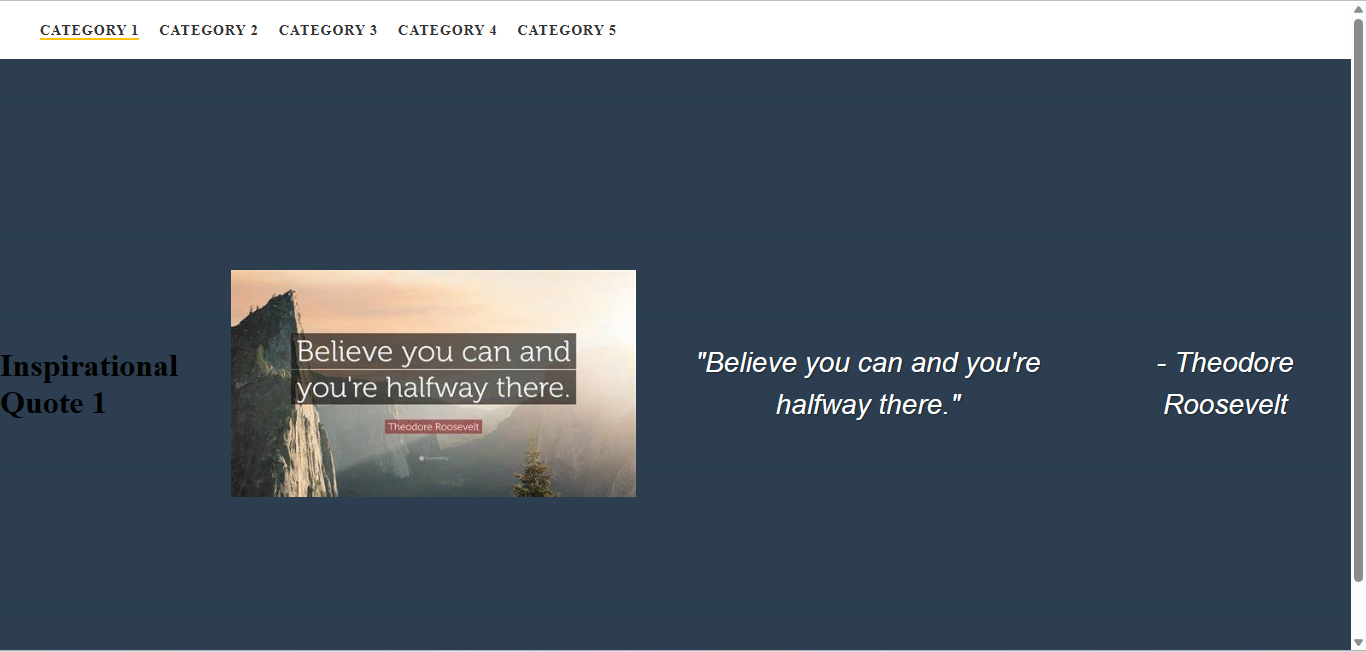 CATEGORY 1 CATEGORY 2 CATEGORY 3 CATEGORY 4 CATEGORY 5
Inspirational
Quote 1
Believe you can and
you're halfway there.
Theodore Roosevelt
"Believe you can and you're
halfway there."
- Theodore
Roosevelt